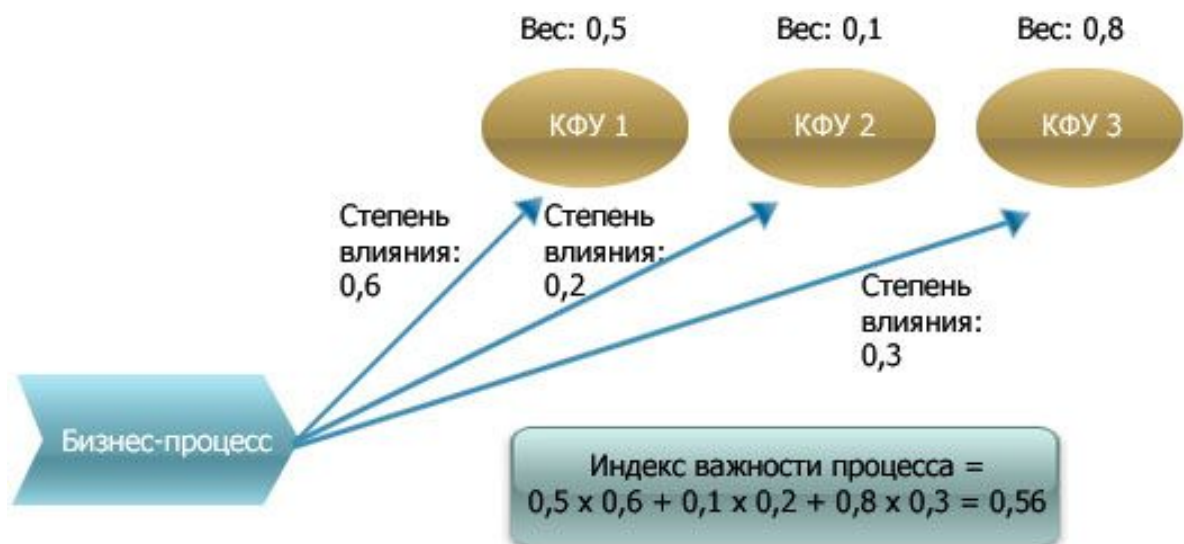 Вес: 0,5
Вес: 0,1
Вес: 0,8
КФУ 1
КФУ 2
КФУ 3
Степень
влияния:
0,6
Степень
влияния:
0,2
Степень
влияния:
0,3
Бизнес-процесс
Индекс важности процесса =
0,5 x 0,6 + 0,1 x 0,2 + 0,8 x 0,3 = 0,56